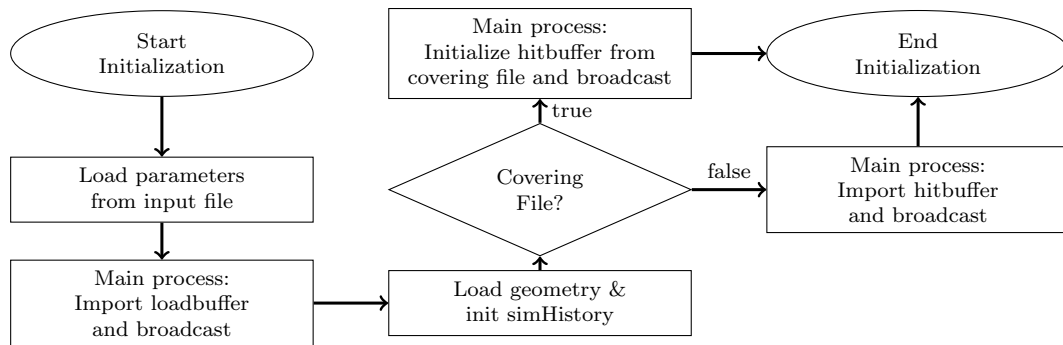 Start
Initialization
Load parameters
from input file
Main process:
Import loadbuffer
and broadcast
Load geometry &
init simHistory
Covering
File?
true
Main process:
Initialize hitbuffer from
covering file and broadcast
false
Main process:
Import hitbuffer
and broadcast
End
Initialization